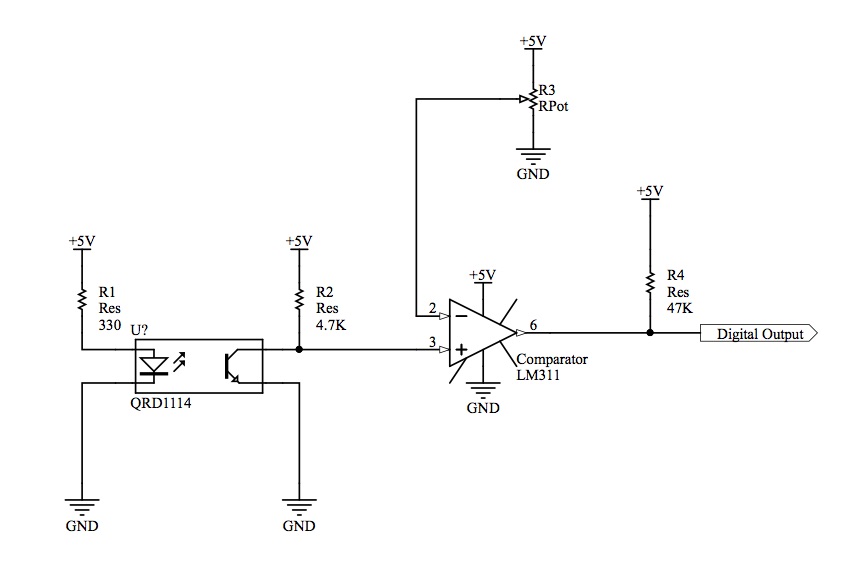 +5V
R3
RPot
GND
+5V
R4
Res
47K
+5V
R1
Res
330
+5V
R2
Res
4.7K
+5V
2
3
6
Digital Output
Comparator
LM311
GND
U?
QRD1114
GND
GND